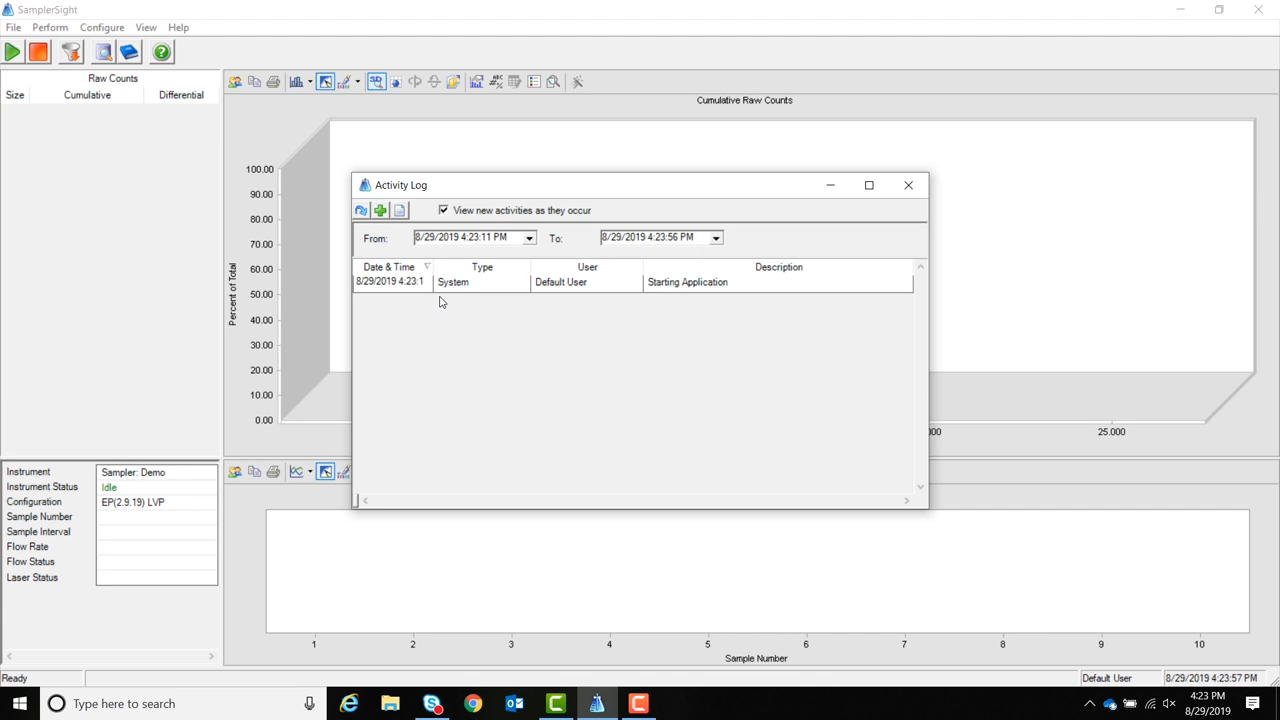 SamplerSight
File Perform Configure View Help
Raw Counts
Size Cumulative Differential
Cumulative Raw Counts
Percent of Total
100.00
90.00
80.00
70.00
60.00
50.00
40.00
30.00
20.00
10.00
0.00
25.000
Activity Log
View new activities as they occur
From: 8/29/2019 4:23:11 PM To: 8/29/2019 4:23:56 PM
Date & Time Type User Description
8/29/2019 4:23:1 System Default User Starting Application
Instrument Sampler: Demo
Instrument Status Idle
Configuration EP(2.9.19) LVP
Sample Number
Sample Interval
Flow Rate
Flow Status
Laser Status
1 2 3 4 5 6 7 8 9 10
Sample Number
Ready Default User 8/29/2019 4:23:57 PM
Type here to search
4:23 PM
8/29/2019